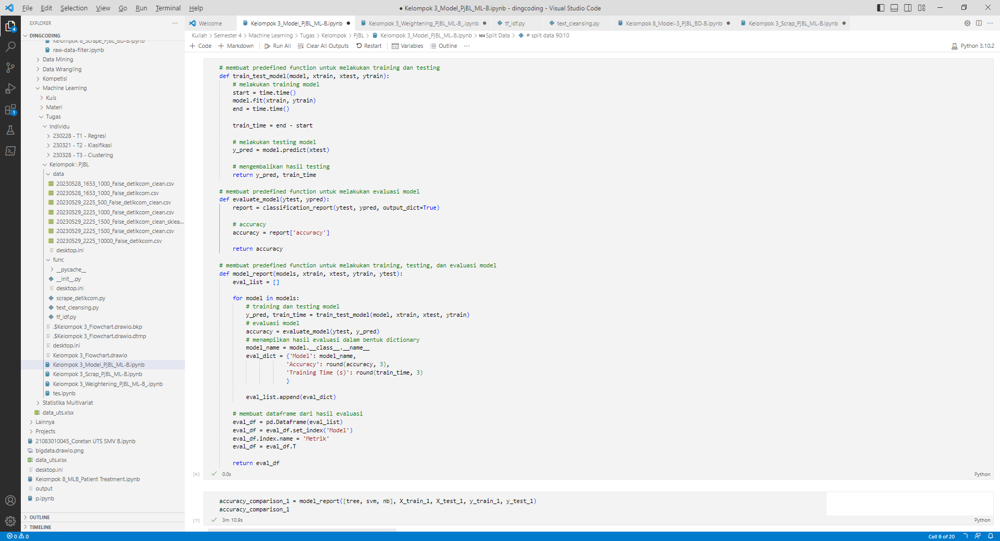 File Edit Selection View Go Run Terminal Help
● Kelompok 3_Model_PjBL_ML-B.ipynb - dingcoding - Visual Studio Code
4
1
EXPLORER
DINGCODING
Kelompok 8_Scrape_PjBL_BD-B.ipynb
raw-data-filter.ipynb
Data Mining
Data Wrangling
Kompetisi
Machine Learning
Kuis
Materi
Tugas
Individu
230228 - T1 - Regresi
230321 - T2 - Klasifikasi
230328 - T3 - Clustering
Kelompok\PjBL
data
20230528_1653_1000_False_detikcom_clean.csv
20230528_1653_1000_False_detikcom.csv
20230529_2225_500_False_detikcom_clean.csv
20230529_2225_1000_False_detikcom_clean.csv
20230529_2225_1500_False_detikcom_clean_sklea...
20230529_2225_1500_False_detikcom_clean.csv
20230529_2225_10000_False_detikcom.csv
desktop.ini
func
__pycache__
__init__.py
desktop.ini
scrape_detikcom.py
text_cleansing.py
tf_idf.py
.$Kelompok 3_Flowchart.drawio.bkp
.$Kelompok 3_Flowchart.drawio.dtmp
desktop.ini
Kelompok 3_Flowchart.drawio
Kelompok 3_Model_PjBL_ML-B.ipynb
Kelompok 3_Scrap_PjBL_ML-B.ipynb
Kelompok 3_Weightening_PjBL_ML-B_.ipynb
tes.ipynb
Statistika Multivariat
data_uts.xlsx
Lainnya
Projects
21083010045_Coretan UTS SMV B.ipynb
bigdata.drawio.png
data_uts.xlsx
desktop.ini
Kelompok 8_MLB_Patient Treatment.ipynb
output
p.ipynb
OUTLINE
TIMELINE
Welcome
Kelompok 3_Model_PjBL_ML-B.ipynb
Kelompok 3_Weightening_PjBL_ML-B_.ipynb
tf_idf.py
text_cleansing.py
Kelompok 8_Model-3_PjBL_BD-B.ipynb
Kelompok 3_Scrap_PjBL_ML-B.ipynb
Kuliah > Semester 4 > Machine Learning > Tugas > Kelompok > PjBL > Kelompok 3_Model_PjBL_ML-B.ipynb > M↓Split Data > # split data 90:10
+ Code + Markdown Run All Clear All Outputs Restart Variables Outline ··· Python 3.10.2
# membuat predefined function untuk melakukan training dan testing
def train_test_model(model, xtrain, xtest, ytrain):
# melakukan training model
start = time.time()
model.fit(xtrain, ytrain)
end = time.time()
train_time = end - start
# melakukan testing model
y_pred = model.predict(xtest)
# mengembalikan hasil testing
return y_pred, train_time
# membuat predefined function untuk melakukan evaluasi model
def evaluate_model(ytest, ypred):
report = classification_report(ytest, ypred, output_dict=True)
# accuracy
accuracy = report['accuracy']
return accuracy
# membuat predefined function untuk melakukan training, testing, dan evaluasi model
def model_report(models, xtrain, xtest, ytrain, ytest):
eval_list = []
for model in models:
# training dan testing model
y_pred, train_time = train_test_model(model, xtrain, xtest, ytrain)
# evaluasi model
accuracy = evaluate_model(ytest, y_pred)
# menampilkan hasil evaluasi dalam bentuk dictionary
model_name = model.__class__.__name__
eval_dict = {'Model': model_name,
'Accuracy': round(accuracy, 3),
'Training Time (s)': round(train_time, 3)
}
eval_list.append(eval_dict)
# membuat dataframe dari hasil evaluasi
eval_df = pd.DataFrame(eval_list)
eval_df = eval_df.set_index('Model')
eval_df.index.name = 'Metrik'
eval_df = eval_df.T
return eval_df
[6] 0.0s Python
accuracy_comparison_1 = model_report([tree, svm, nb], X_train_1, X_test_1, y_train_1, y_test_1)
accuracy_comparison_1
[7] 3m 10.9s Python
0 0 Cell 6 of 20